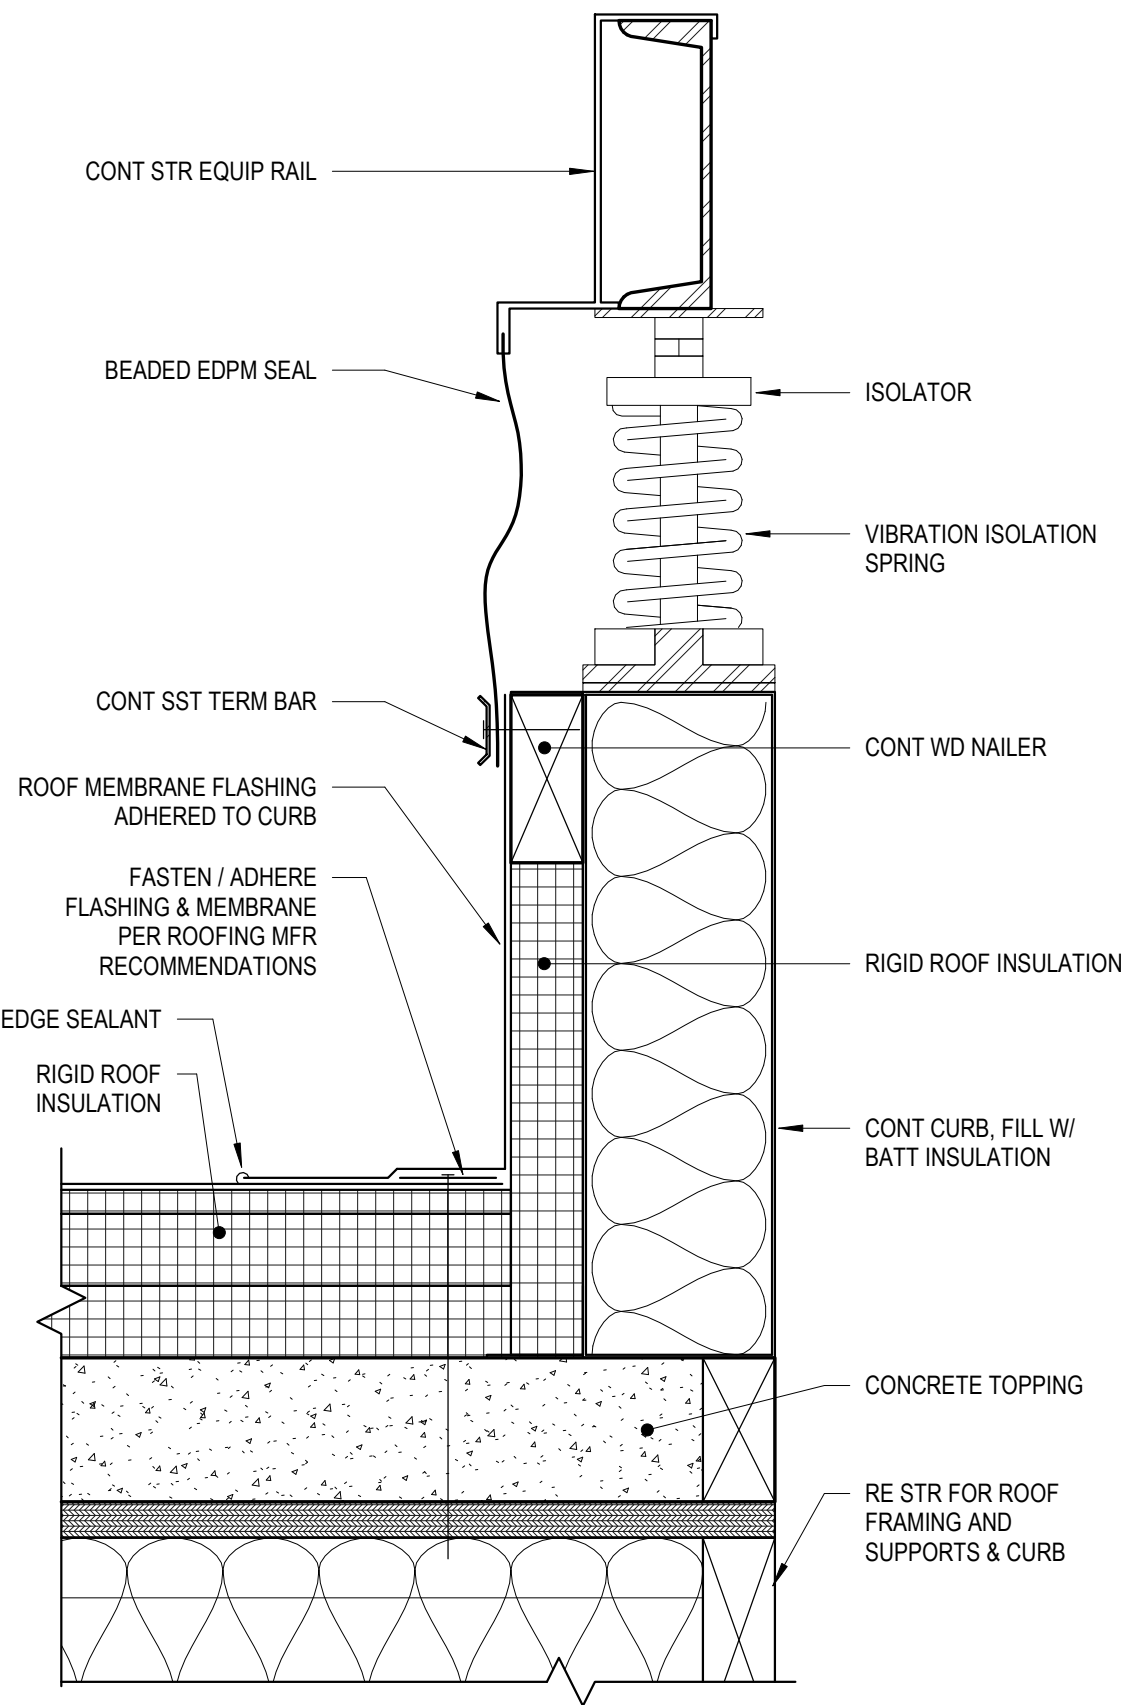 CONT STR EQUIP RAIL
BEADED EDPM SEAL
ISOLATOR
VIBRATION ISOLATION
SPRING
CONT SST TERM BAR
CONT WD NAILER
ROOF MEMBRANE FLASHING
ADHERED TO CURB
FASTEN / ADHERE
FLASHING & MEMBRANE
PER ROOFING MFR
RECOMMENDATIONS
RIGID ROOF INSULATION
EDGE SEALANT
RIGID ROOF
INSULATION
CONT CURB, FILL W/
BATT INSULATION
CONCRETE TOPPING
RE STR FOR ROOF
FRAMING AND
SUPPORTS & CURB